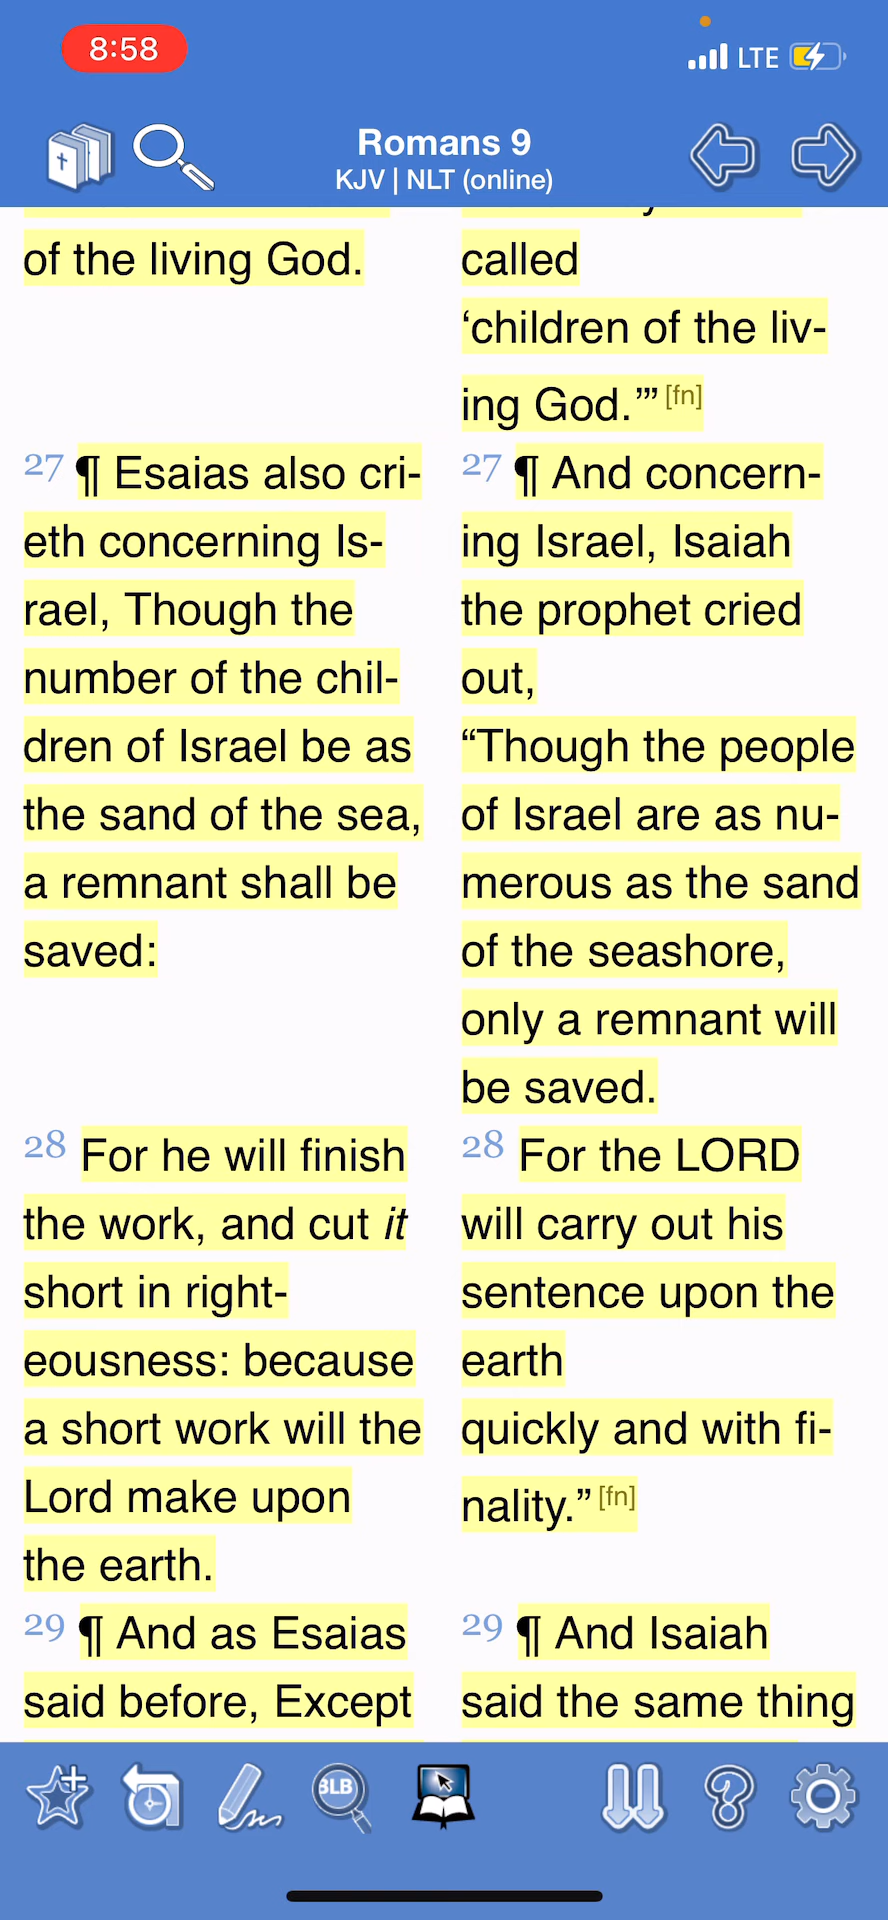 8:58
LTE
Romans 9
KJV | NLT (online)
of the living God.
27 ¶ Esaias also cri-
eth concerning Is-
rael, Though the
number of the chil-
dren of Israel be as
the sand of the sea,
a remnant shall be
saved:
28 For he will finish
the work, and cut it
short in right-
eousness: because
a short work will the
Lord make upon
the earth.
29 ¶ And as Esaias
said before, Except
called
‘children of the liv-
ing God.’” [fn]
27 ¶ And concern-
ing Israel, Isaiah
the prophet cried
out,
“Though the people
of Israel are as nu-
merous as the sand
of the seashore,
only a remnant will
be saved.
28 For the LORD
will carry out his
sentence upon the
earth
quickly and with fi-
nality.” [fn]
29 ¶ And Isaiah
said the same thing
BLB